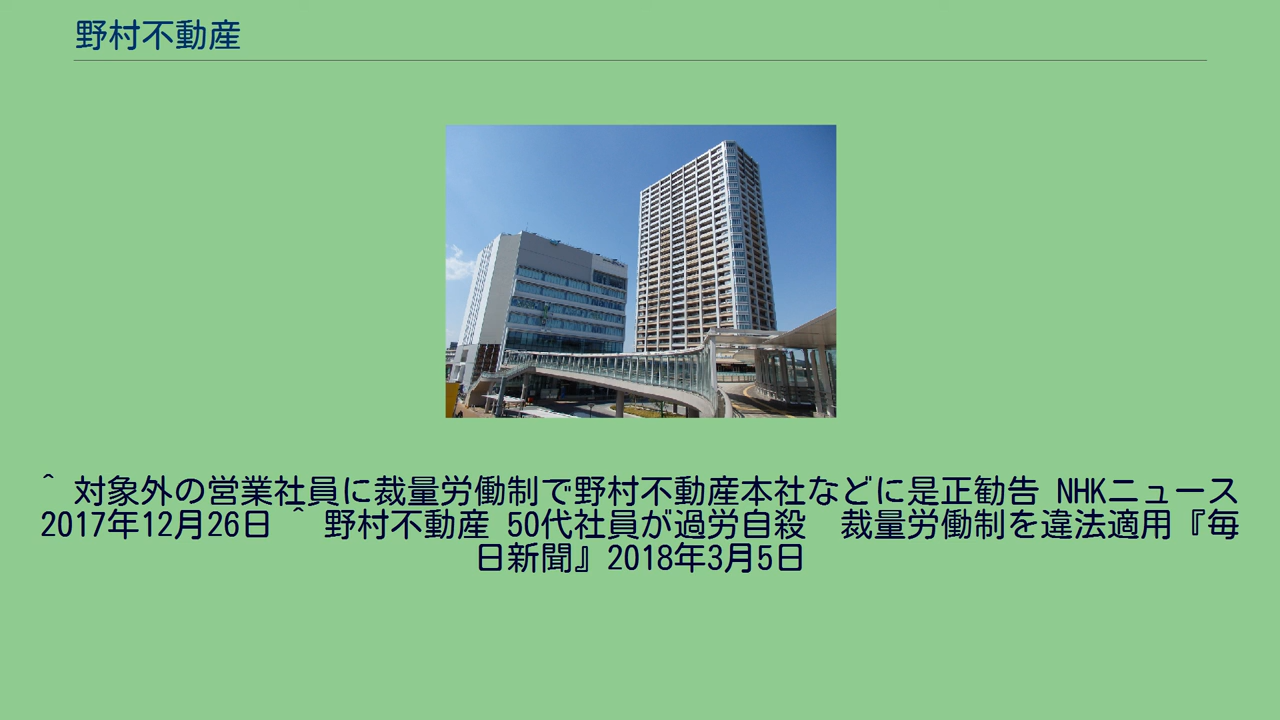 野村不動産
^ 対象外の営業社員に裁量労働制で野村不動産本社などに是正勧告 NHKニュース
2017年12月26日 ^ 野村不動産 50代社員が過労自殺　裁量労働制を違法適用『毎
日新聞』2018年3月5日